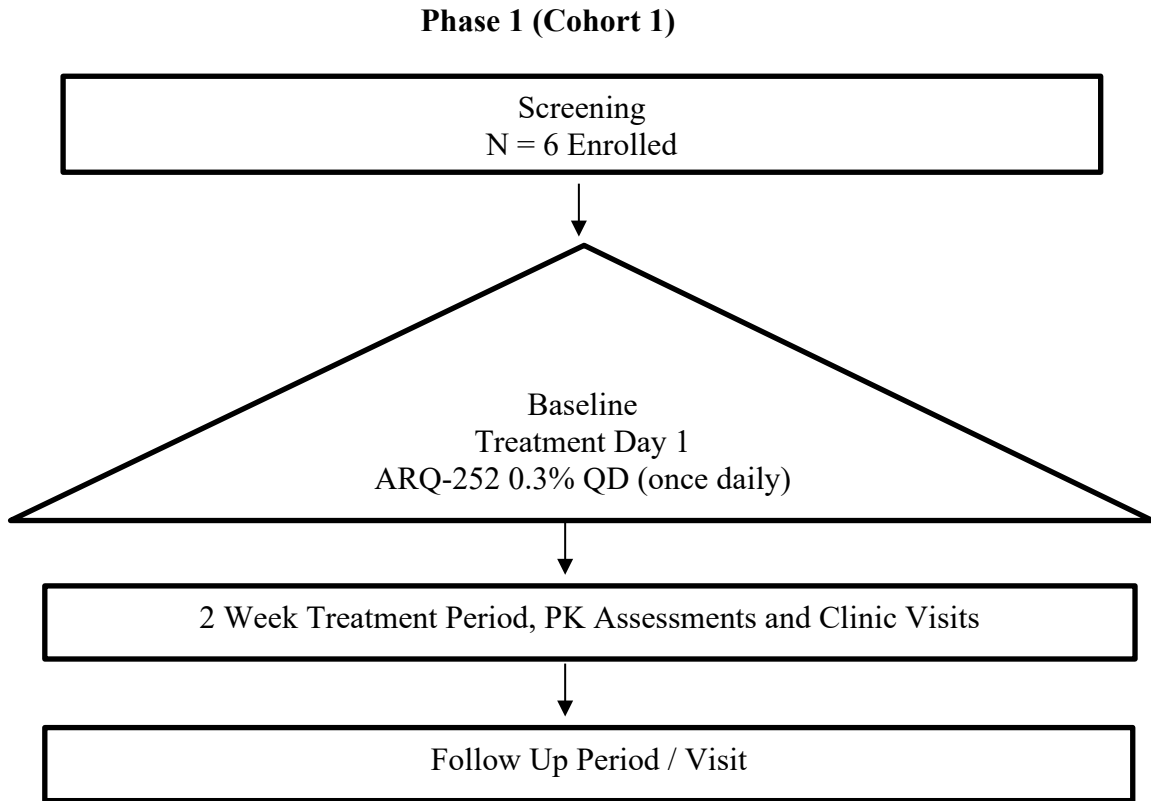 Phase 1 (Cohort 1)
Screening
N = 6 Enrolled
Baseline
Treatment Day 1
ARQ-252 0.3% QD (once daily)
2 Week Treatment Period, PK Assessments and Clinic Visits
Follow Up Period / Visit